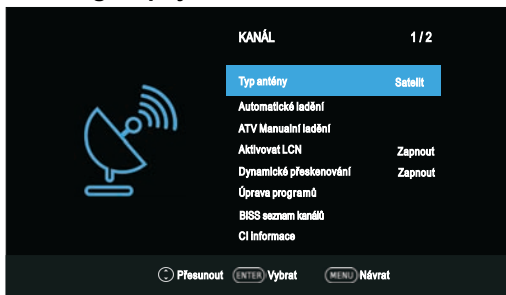 KANÁL 1/2
Typ antény Satelit
Automatické ladění
ATV Manualní ladění
Aktivovat LCN Zapnout
Dynamické přeskenování Zapnout
Úprava programů
BISS seznam kanálů
CI Informace
Přesunout ENTER Vybrat MENU Návrat